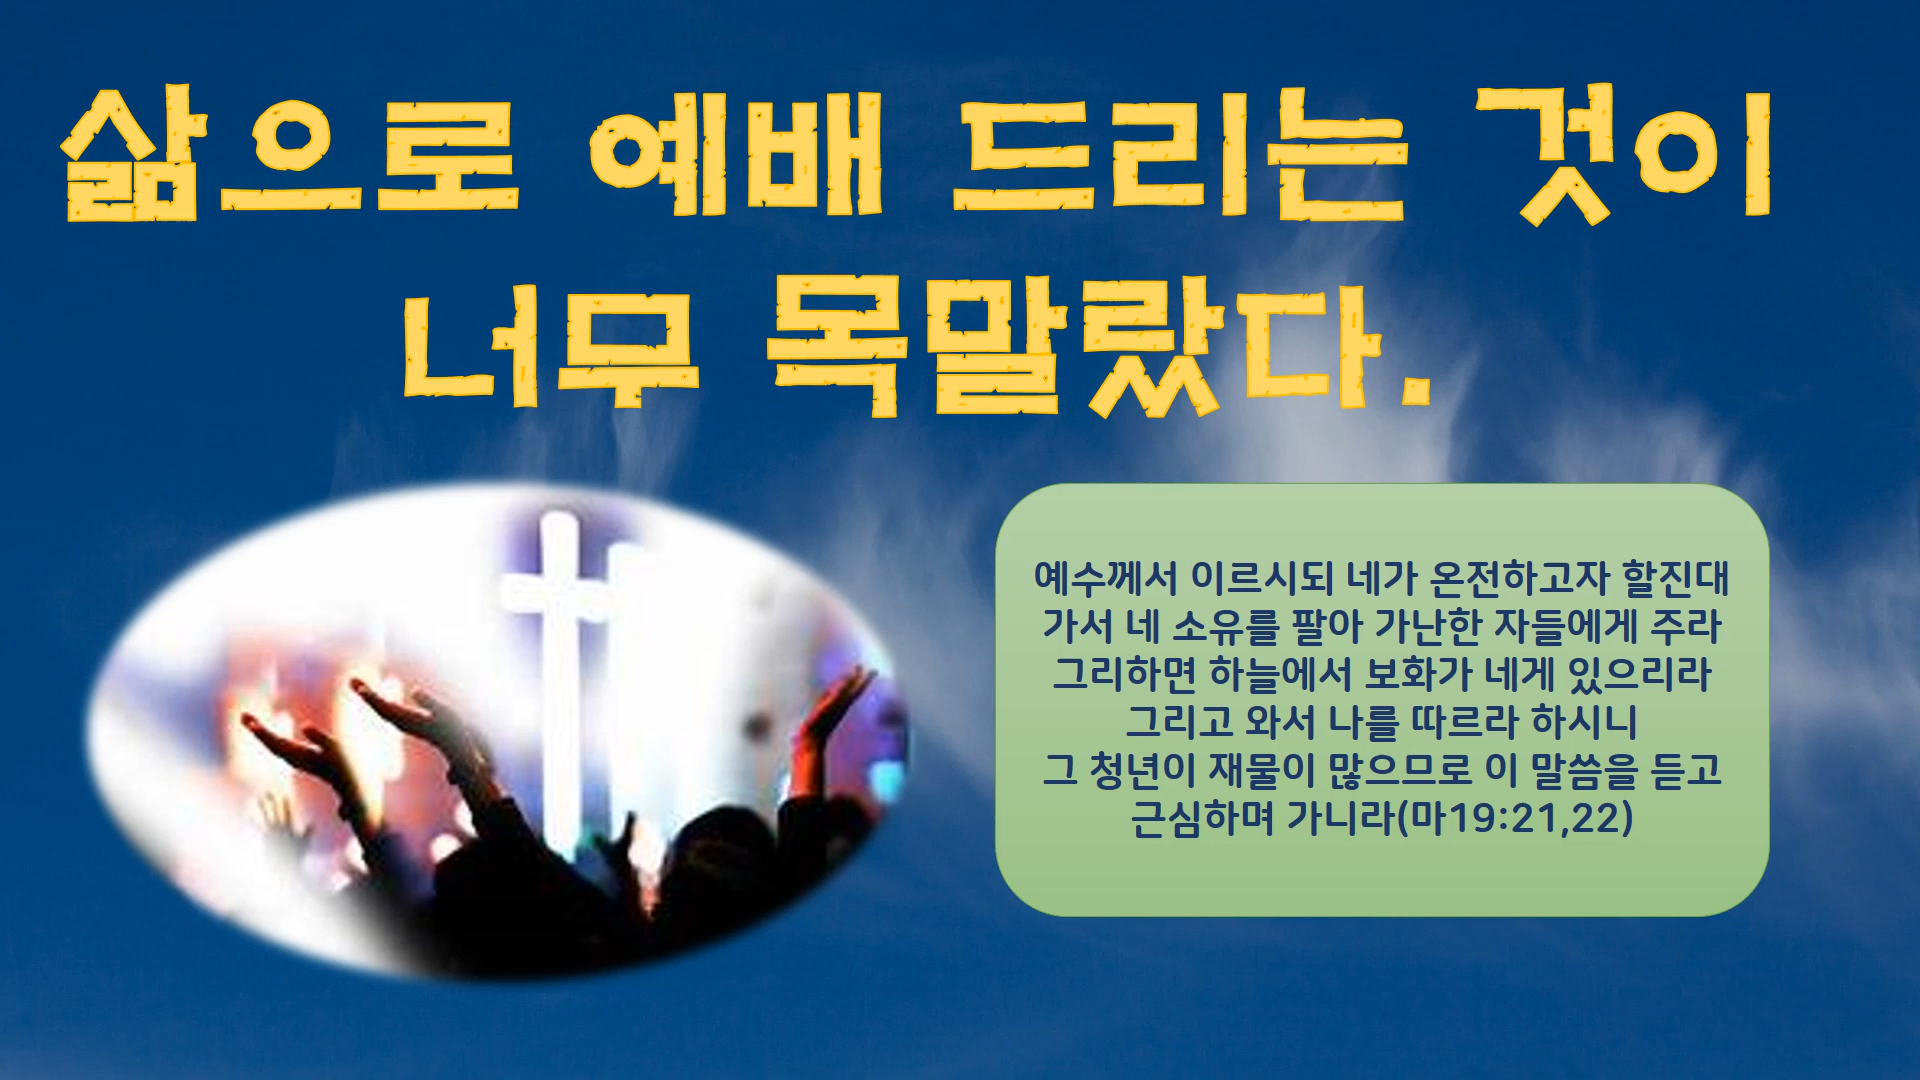 삶으로 예배 드리는 것이
너무 목말랐다.
예수께서 이르시되 네가 온전하고자 할진대
가서 네 소유를 팔아 가난한 자들에게 주라
그리하면 하늘에서 보화가 네게 있으리라
그리고 와서 나를 따르라 하시니
그 청년이 재물이 많으므로 이 말씀을 듣고
근심하며 가니라(마19:21,22)